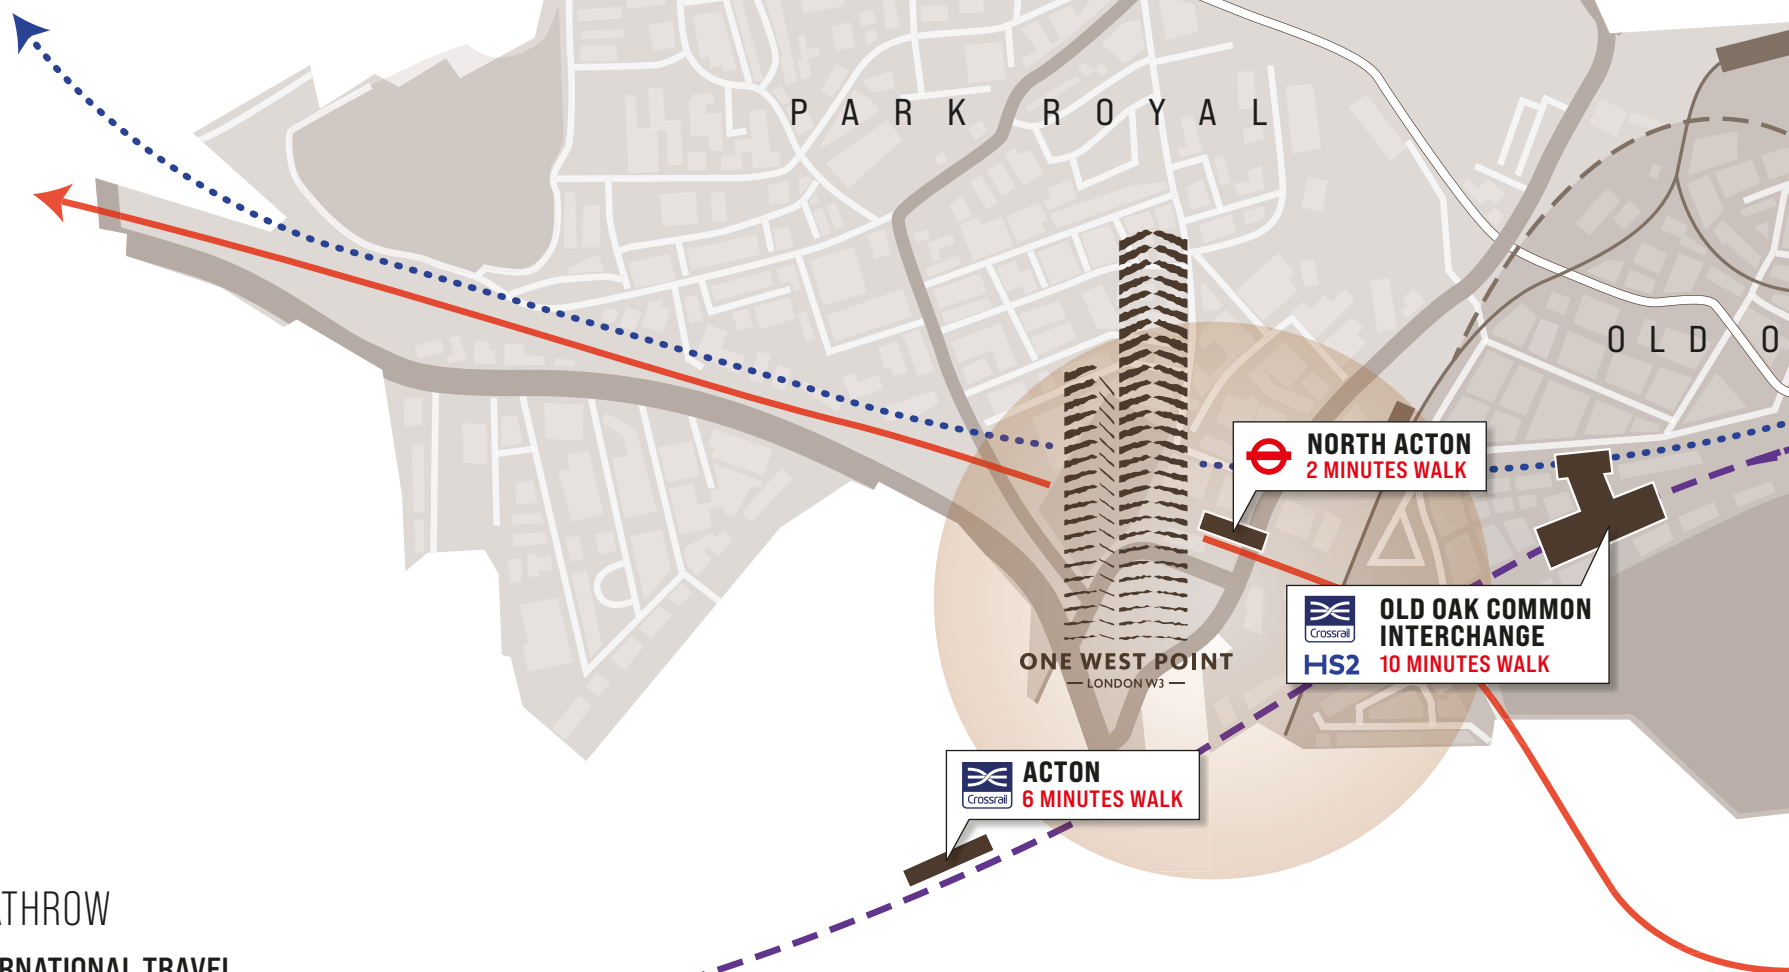 PARK ROYAL
OLD O
NORTH ACTON
2 MINUTES WALK
Crossrail
HS2
OLD OAK COMMON
INTERCHANGE
10 MINUTES WALK
ONE WEST POINT
LONDON W3
Crossrail
ACTON
6 MINUTES WALK
THROW
RNATIONAL TRAVEL